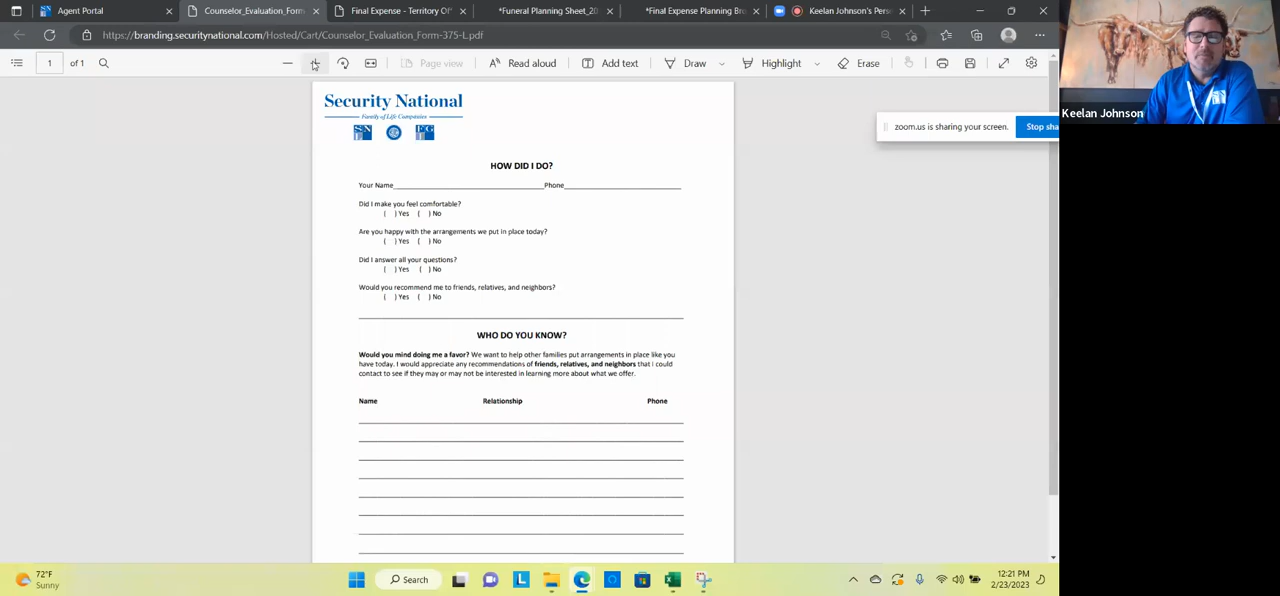 Agent Portal
Counselor_Evaluation_Form-
Final Expense - Territory Of
*Funeral Planning Sheet_20
*Final Expense Planning Bro
Keelan Johnson's Pers
https://branding.securitynational.com/Hosted/Cart/Counselor_Evaluation_Form-375-L.pdf
1 of 1
Page view
Read aloud
Add text
Draw
Highlight
Erase
Keelan Johnson
zoom.us is sharing your screen.
Stop sha
Security National
Family of Life Companies
HOW DID I DO?
Your Name Phone
Did I make you feel comfortable?
( ) Yes ( ) No
Are you happy with the arrangements we put in place today?
( ) Yes ( ) No
Did I answer all your questions?
( ) Yes ( ) No
Would you recommend me to friends, relatives, and neighbors?
( ) Yes ( ) No
WHO DO YOU KNOW?
Would you mind doing me a favor? We want to help other families put arrangements in place like you
have today. I would appreciate any recommendations of friends, relatives, and neighbors that I could
contact to see if they may or may not be interested in learning more about what we offer.
Name Relationship Phone
72°F
Sunny
Search
12:21 PM
2/23/2023